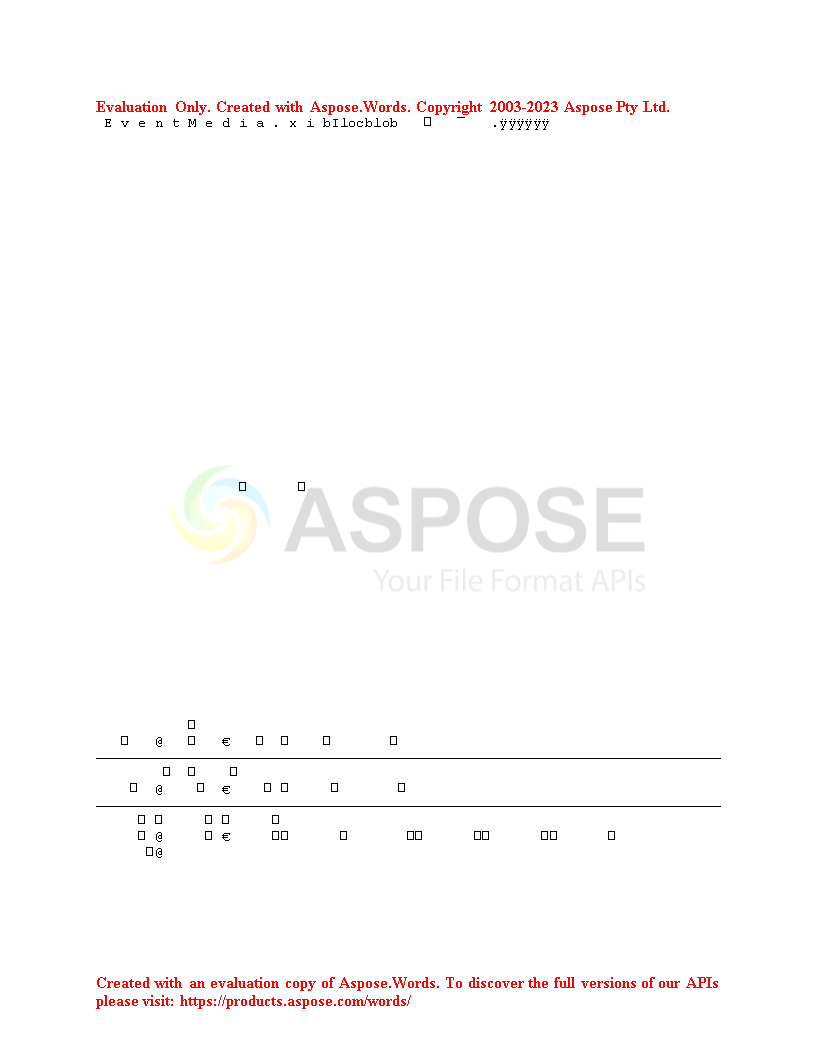 Evaluation Only. Created with Aspose.Words. Copyright 2003-2023 Aspose Pty Ltd.
E v e n t M e d i a . x i bIlocblob □ ¯ .ÿÿÿÿÿÿ
□ □
ASPOSE
Your File Format APIs
□
□ @ □ € □ □ □ □
□ □ □
□ @ □ € □ □ □ □
□ □ □ □ □
□ @ □ € □□ □ □□ □□ □□ □
□@
Created with an evaluation copy of Aspose.Words. To discover the full versions of our APIs
please visit: https://products.aspose.com/words/